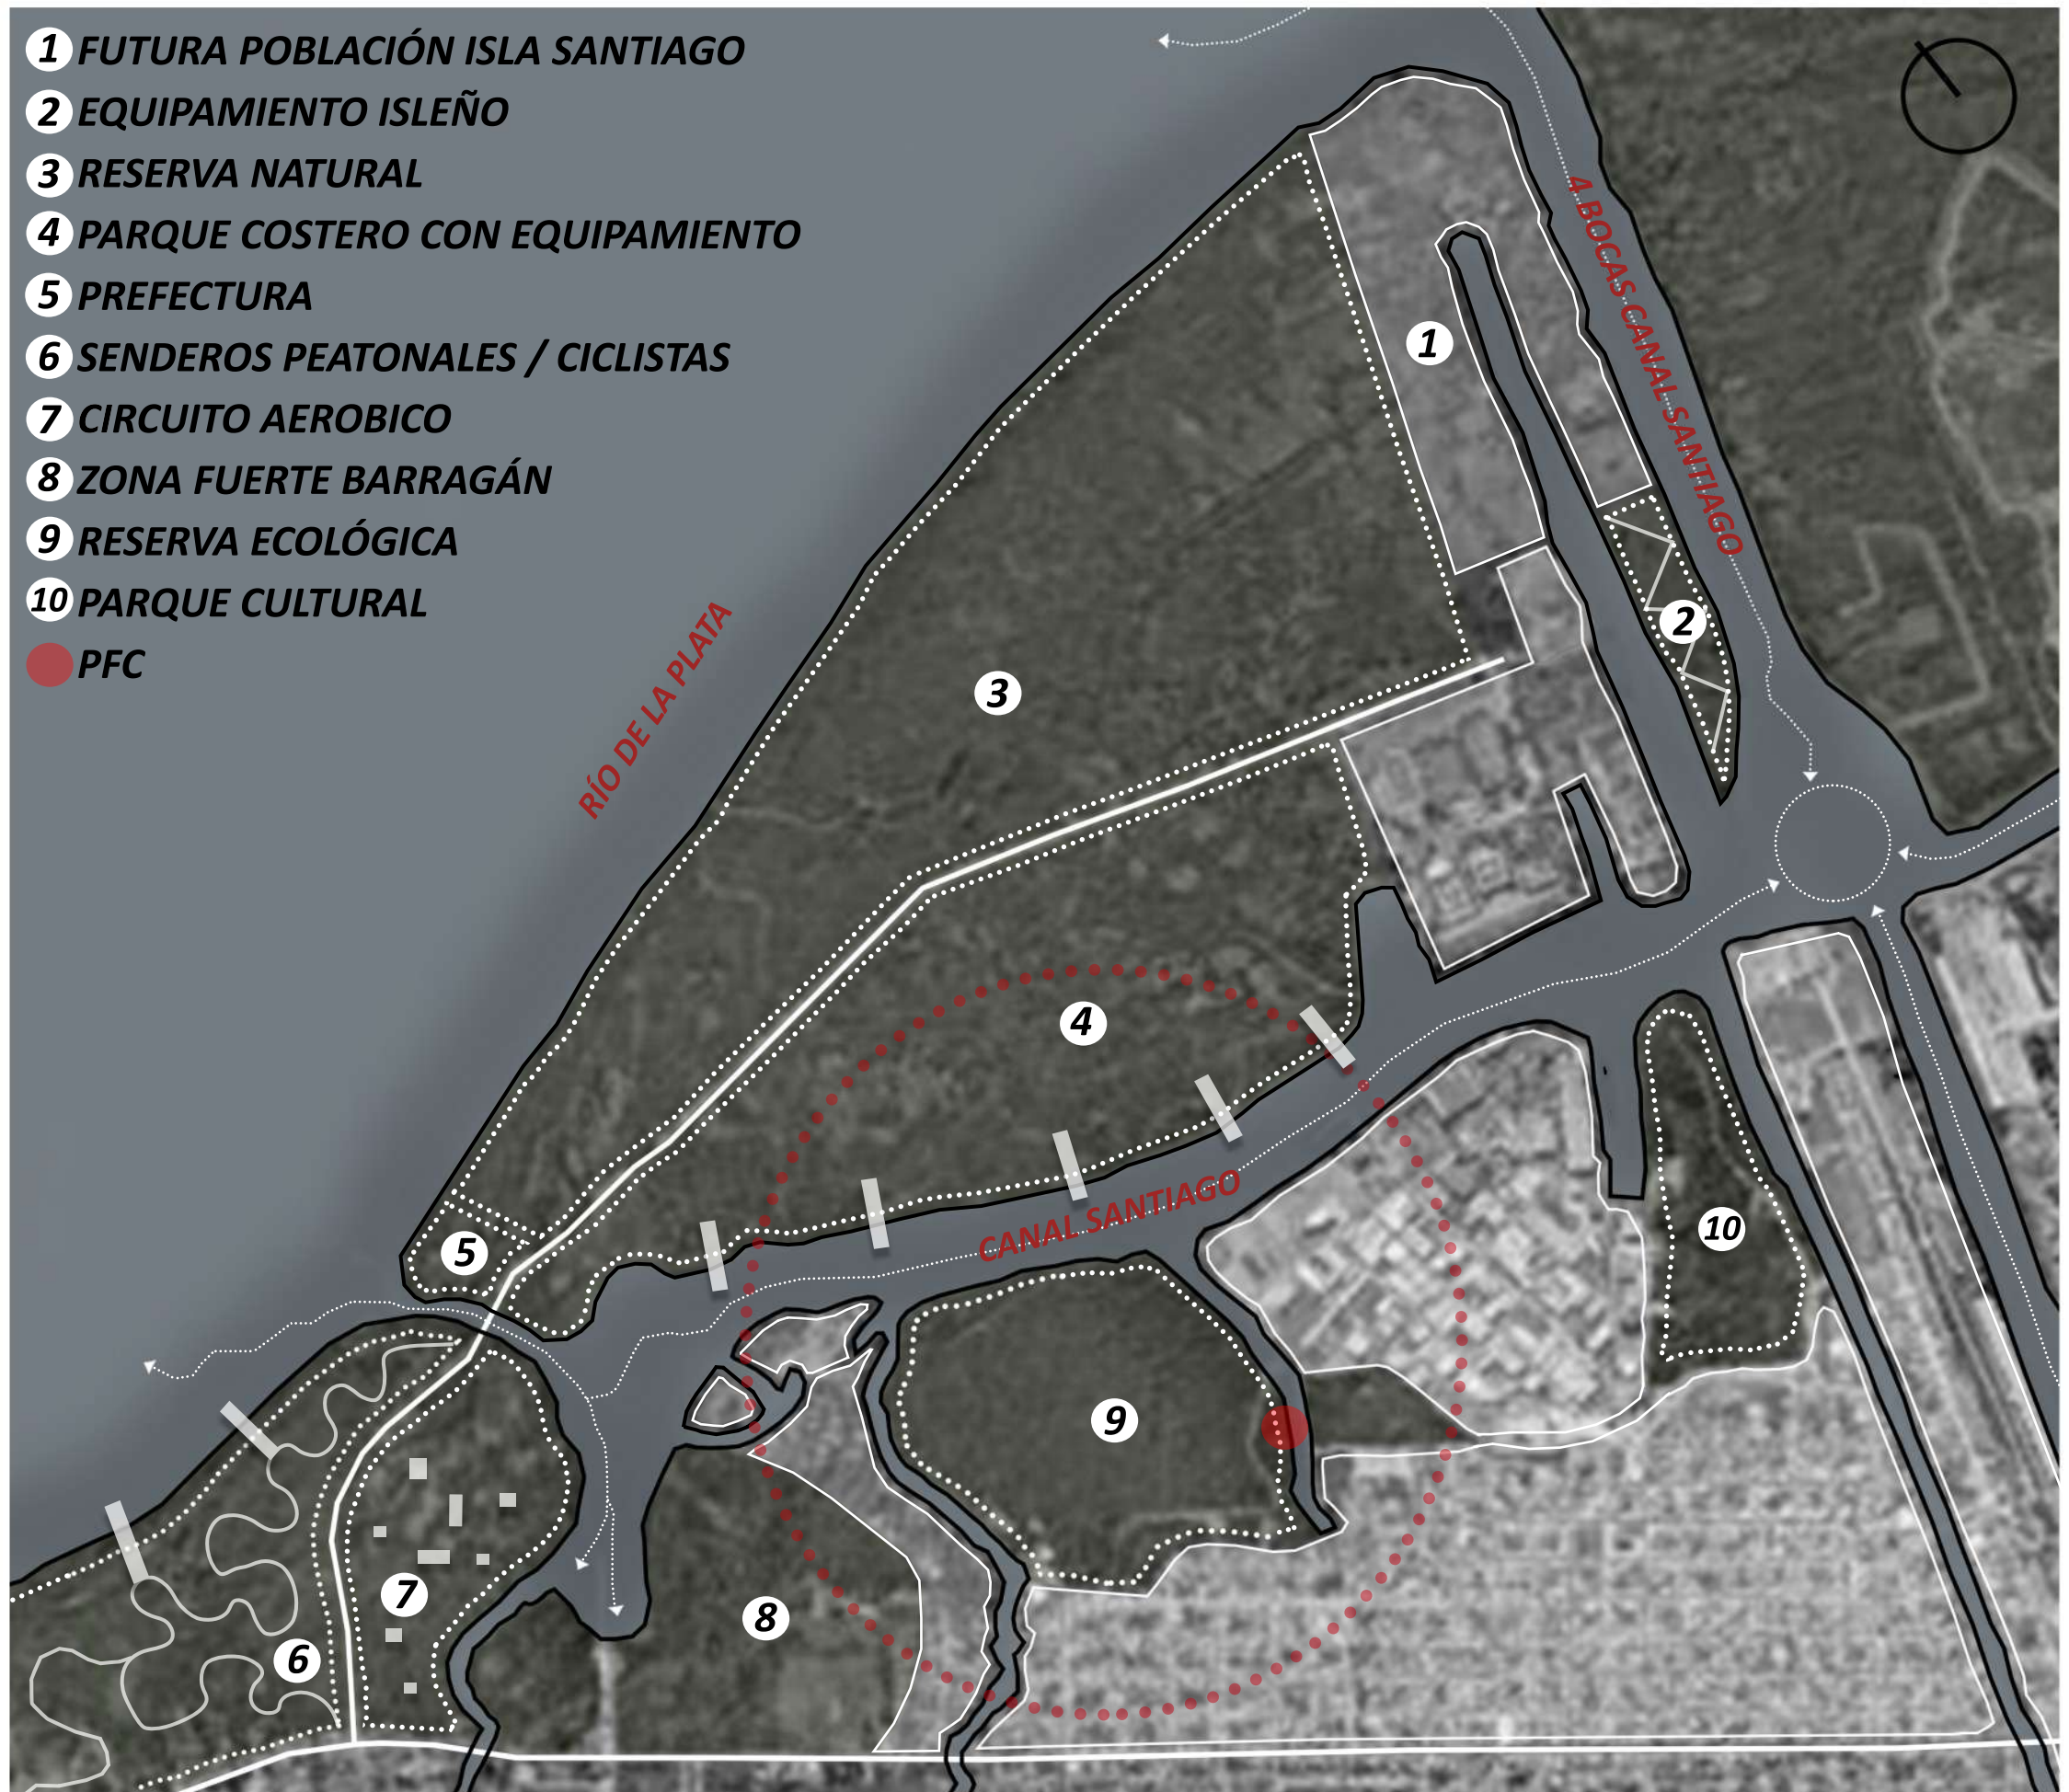 1 FUTURA POBLACIÓN ISLA SANTIAGO
2 EQUIPAMIENTO ISLEÑO
3 RESERVA NATURAL
4 PARQUE COSTERO CON EQUIPAMIENTO
5 PREFECTURA
6 SENDEROS PEATONALES / CICLISTAS
7 CIRCUITO AEROBICO
8 ZONA FUERTE BARRAGÁN
9 RESERVA ECOLÓGICA
10 PARQUE CULTURAL
PFC
4 BOCAS CANAL SANTIAGO
1
2
RÍO DE LA PLATA
3
4
CANAL SANTIAGO
5
10
9
7
8
6